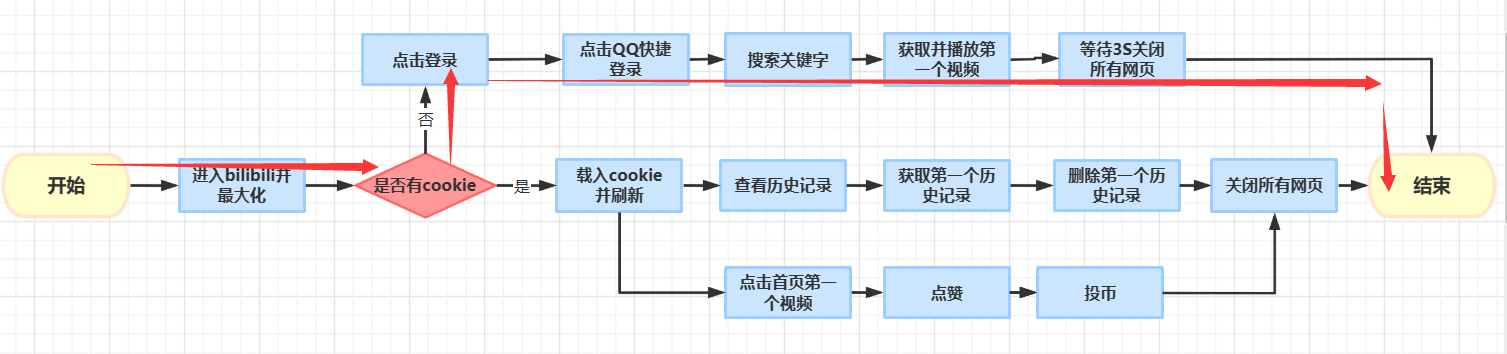 点击登录
点击QQ快捷
登录
搜索关键字
获取并播放第
一个视频
等待3S关闭
所有网页
否
开始
进入bilibili并
最大化
是否有cookie
是
载入cookie
并刷新
查看历史记录
获取第一个历
史记录
删除第一个历
史记录
关闭所有网页
结束
点击首页第一
个视频
点赞
投币